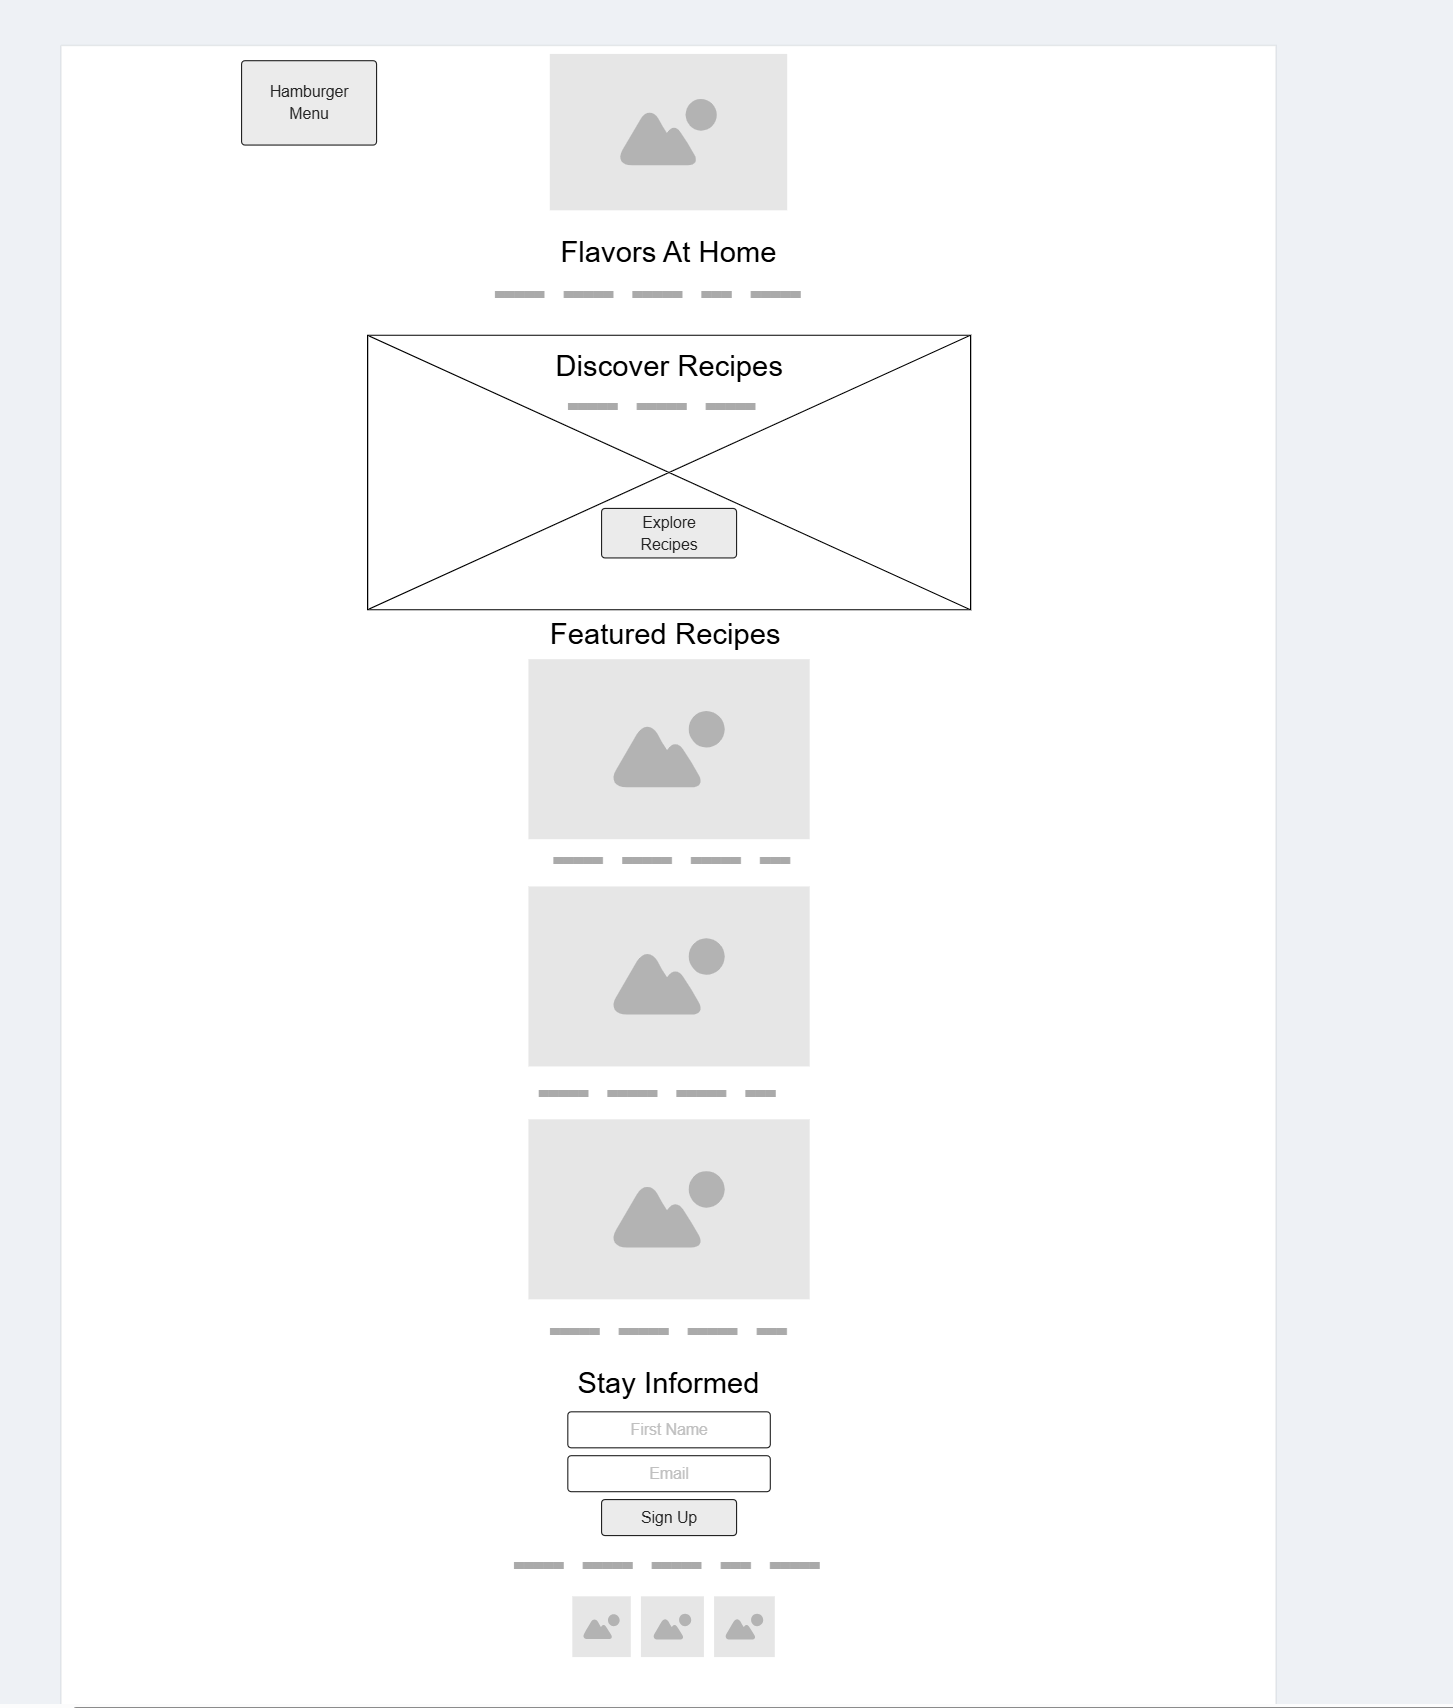 Hamburger
Menu
Flavors At Home
Discover Recipes
Explore
Recipes
Featured Recipes
Stay Informed
First Name
Email
Sign Up